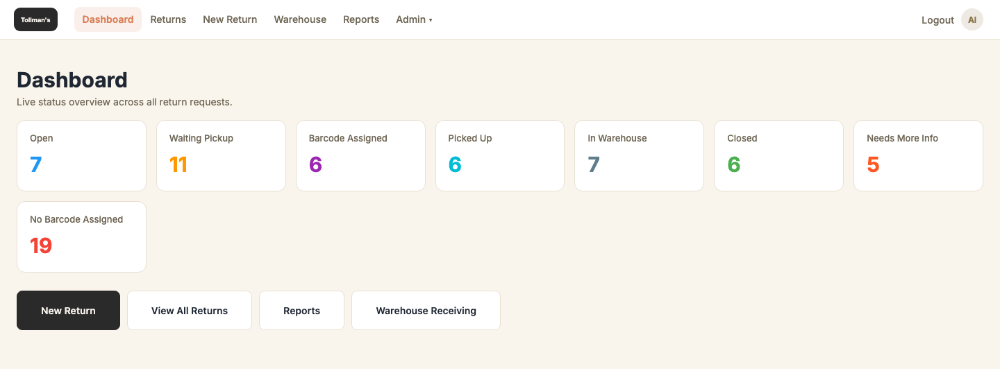 Tollman's
Dashboard Returns New Return Warehouse Reports Admin ▾ Logout AI
Dashboard
Live status overview across all return requests.
Open Waiting Pickup Barcode Assigned Picked Up In Warehouse Closed Needs More Info
7 11 6 6 7 6 5
No Barcode Assigned
19
New Return View All Returns Reports Warehouse Receiving